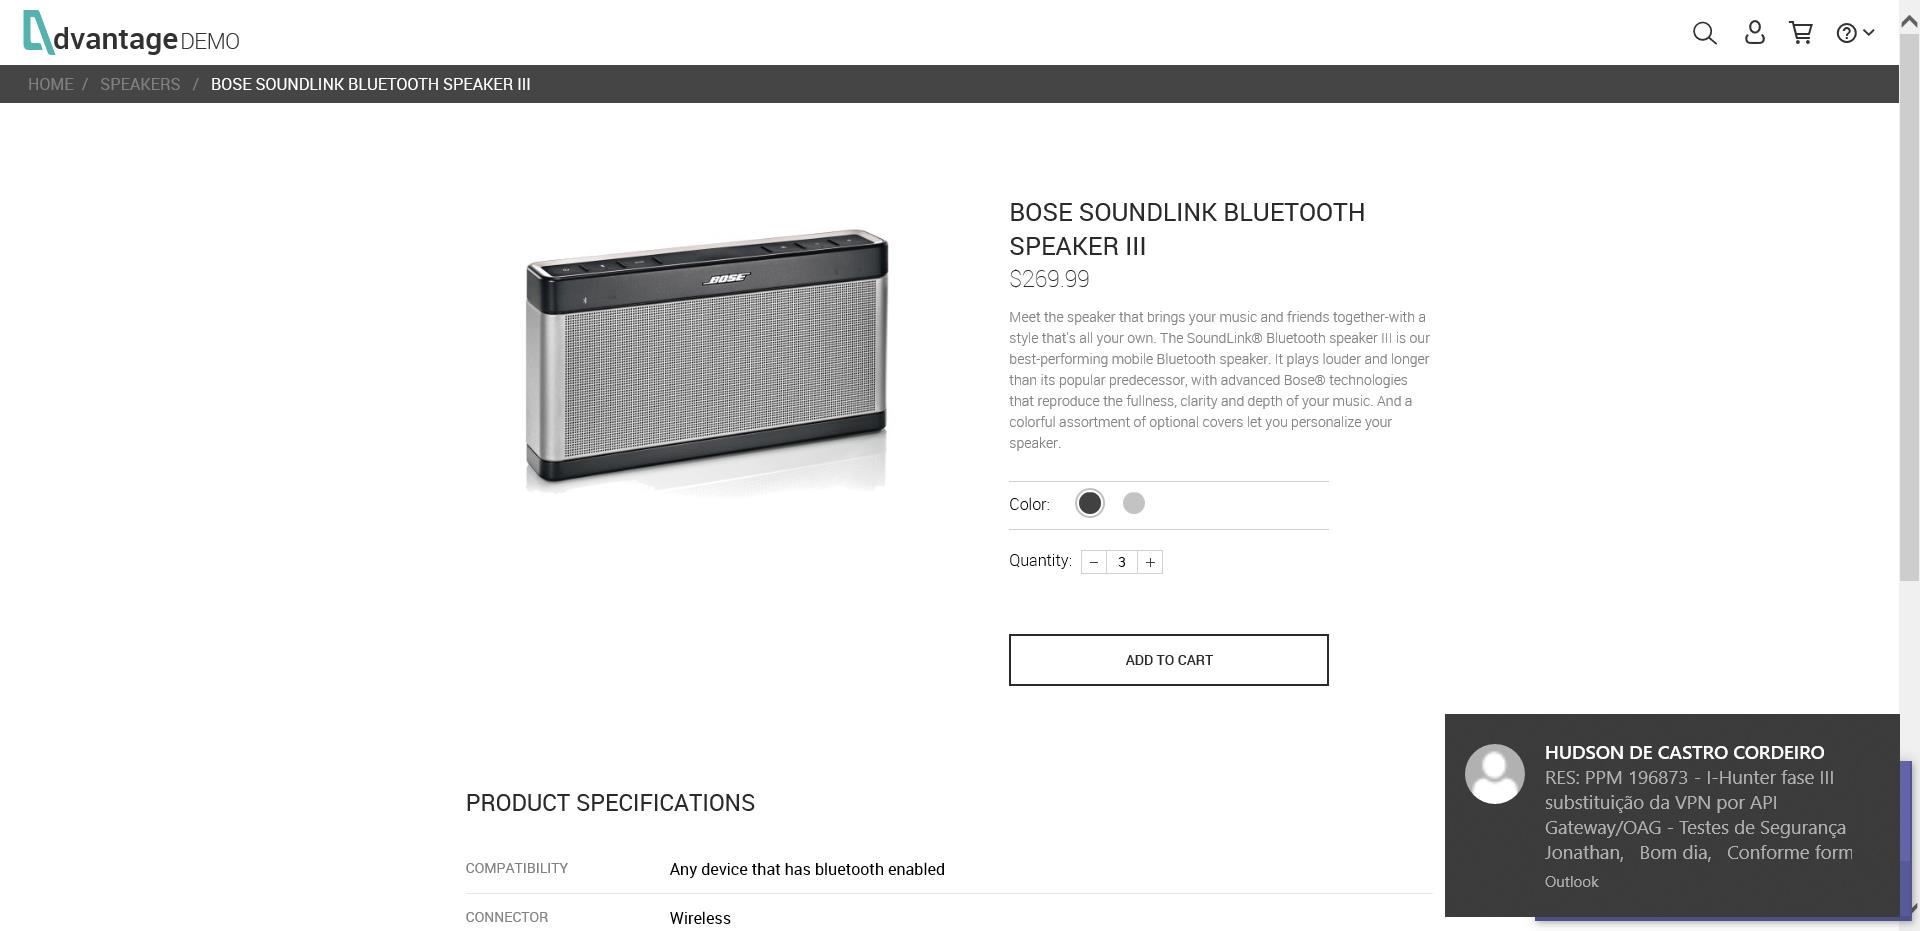 dvantage DEMO
HOME / SPEAKERS / BOSE SOUNDLINK BLUETOOTH SPEAKER III
BOSE
BOSE SOUNDLINK BLUETOOTH
SPEAKER III
$269.99
Meet the speaker that brings your music and friends together-with a
style that's all your own. The SoundLink® Bluetooth speaker III is our
best-performing mobile Bluetooth speaker. It plays louder and longer
than its popular predecessor, with advanced Bose® technologies
that reproduce the fullness, clarity and depth of your music. And a
colorful assortment of optional covers let you personalize your
speaker.
Color:
Quantity: − 3 +
ADD TO CART
PRODUCT SPECIFICATIONS
COMPATIBILITY Any device that has bluetooth enabled
CONNECTOR Wireless
HUDSON DE CASTRO CORDEIRO
RES: PPM 196873 - I-Hunter fase III
substituição da VPN por API
Gateway/OAG - Testes de Segurança
Jonathan, Bom dia, Conforme form
Outlook